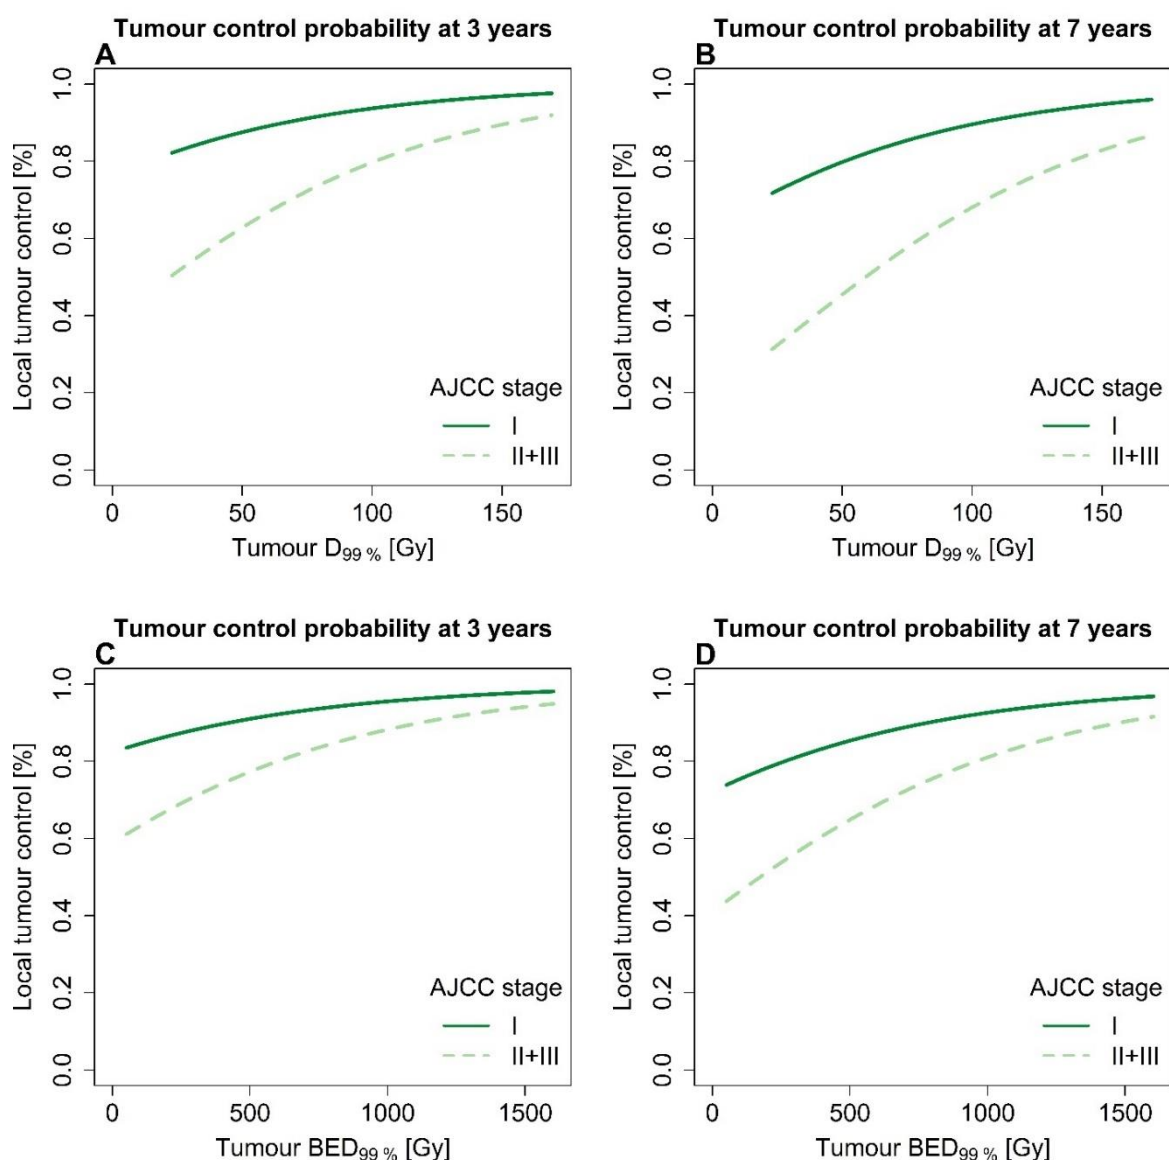 Tumour control probability at 3 years
A
Local tumour control [%]
1.0
0.8
0.6
0.4
0.2
0.0
AJCC stage
I
II+III
0 50 100 150
Tumour D99 % [Gy]
Tumour control probability at 7 years
B
Local tumour control [%]
1.0
0.8
0.6
0.4
0.2
0.0
AJCC stage
I
II+III
0 50 100 150
Tumour D99 % [Gy]
Tumour control probability at 3 years
C
Local tumour control [%]
1.0
0.8
0.6
0.4
0.2
0.0
AJCC stage
I
II+III
0 500 1000 1500
Tumour BED99 % [Gy]
Tumour control probability at 7 years
D
Local tumour control [%]
1.0
0.8
0.6
0.4
0.2
0.0
AJCC stage
I
II+III
0 500 1000 1500
Tumour BED99 % [Gy]